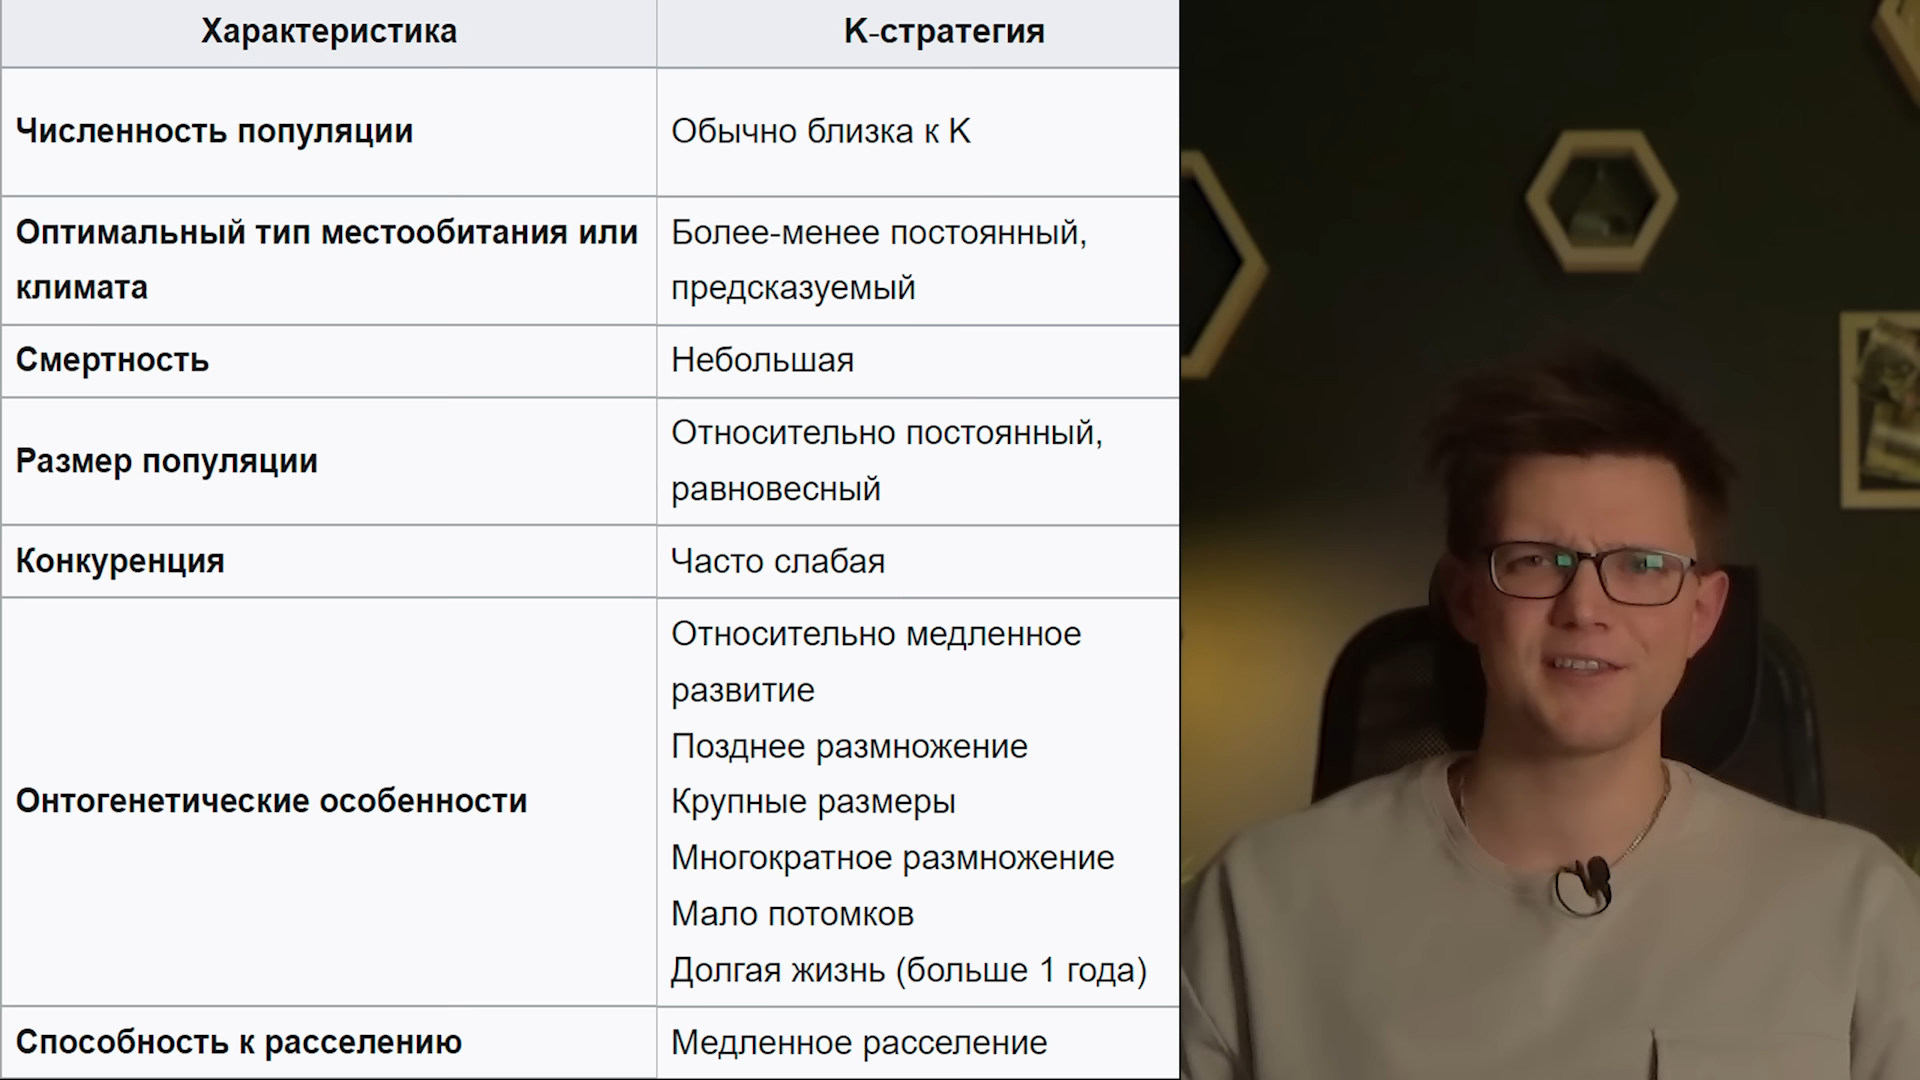 Характеристика
K-стратегия
Численность популяции
Обычно близка к K
Оптимальный тип местообитания или
климата
Более-менее постоянный,
предсказуемый
Смертность
Небольшая
Размер популяции
Относительно постоянный,
равновесный
Конкуренция
Часто слабая
Онтогенетические особенности
Относительно медленное
развитие
Позднее размножение
Крупные размеры
Многократное размножение
Мало потомков
Долгая жизнь (больше 1 года)
Способность к расселению
Медленное расселение